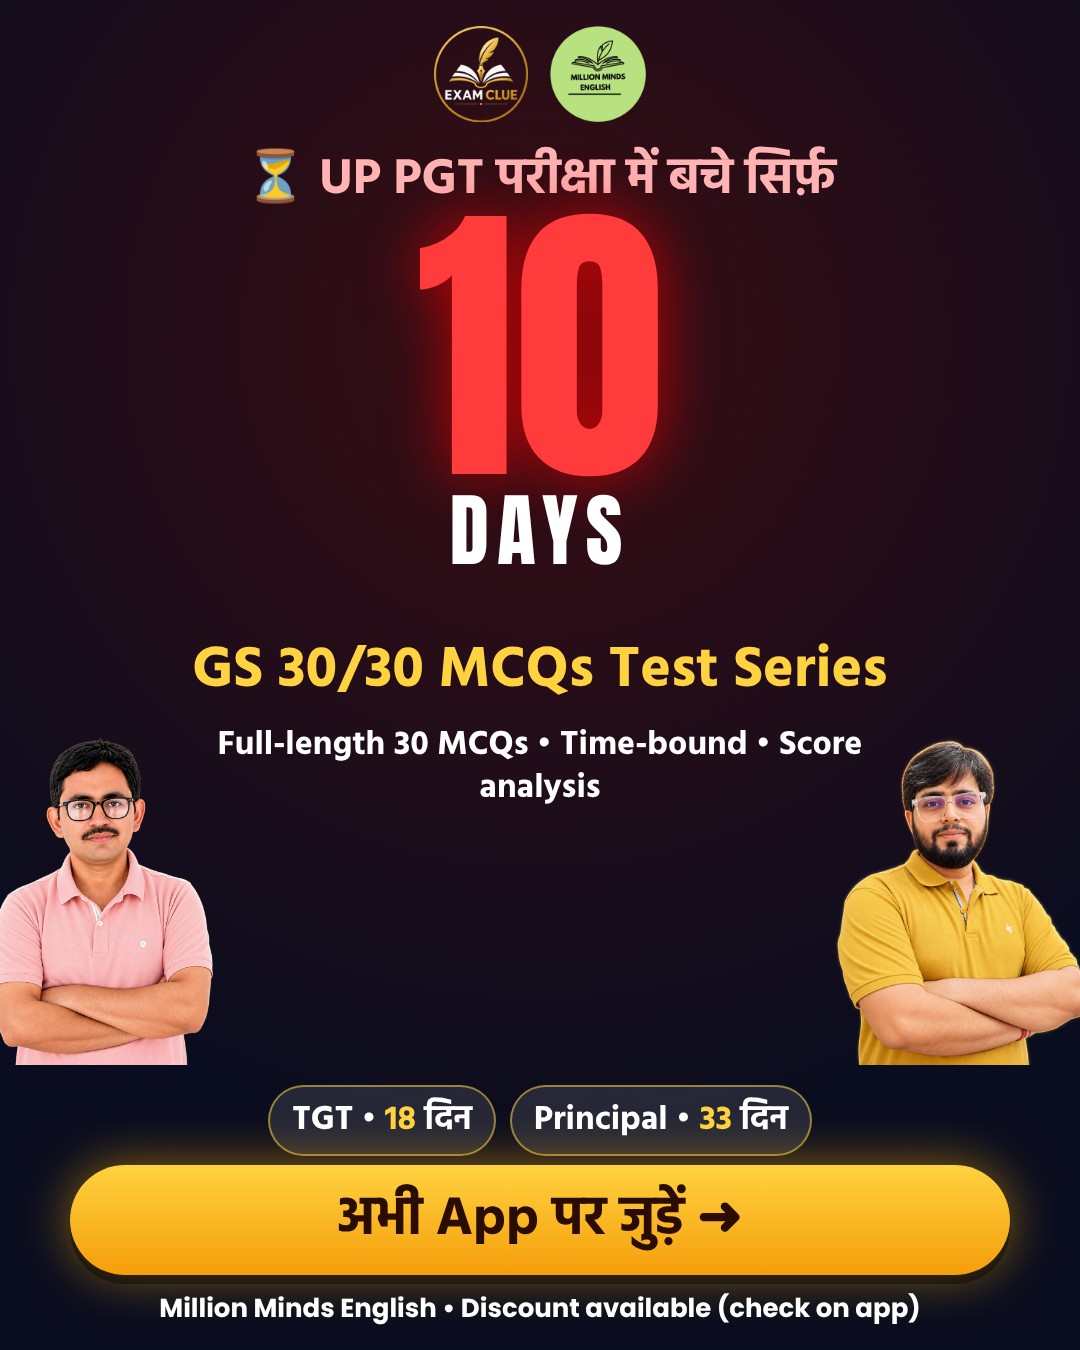 EXAM CLUE
MILLION MINDS
ENGLISH
⏳ UP PGT परीक्षा में बचे सिर्फ़
10
DAYS
GS 30/30 MCQs Test Series
Full-length 30 MCQs • Time-bound • Score
analysis
TGT • 18 दिन
Principal • 33 दिन
अभी App पर जुड़ें ➜
Million Minds English • Discount available (check on app)